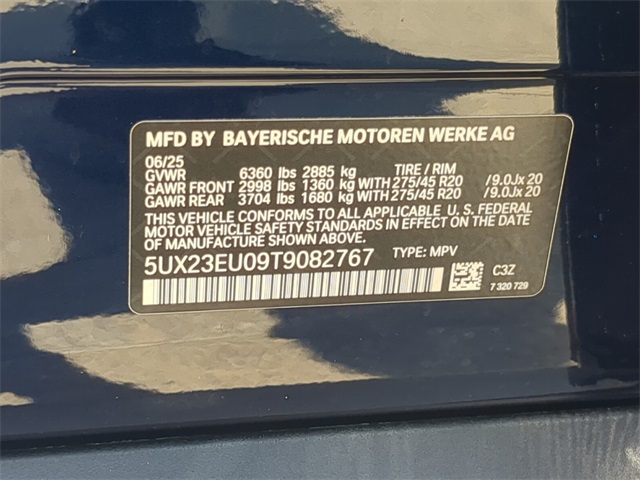 MFD BY BAYERISCHE MOTOREN WERKE AG
06/25
GVWR 6360 lbs 2885 kg TIRE / RIM
GAWR FRONT 2998 lbs 1360 kg WITH 275/45 R20 /9.0Jx 20
GAWR REAR 3704 lbs 1680 kg WITH 275/45 R20 /9.0Jx 20
THIS VEHICLE CONFORMS TO ALL APPLICABLE U. S. FEDERAL
MOTOR VEHICLE SAFETY STANDARDS IN EFFECT ON THE DATE
OF MANUFACTURE SHOWN ABOVE.
5UX23EU09T9082767 TYPE: MPV
C3Z
7 320 729